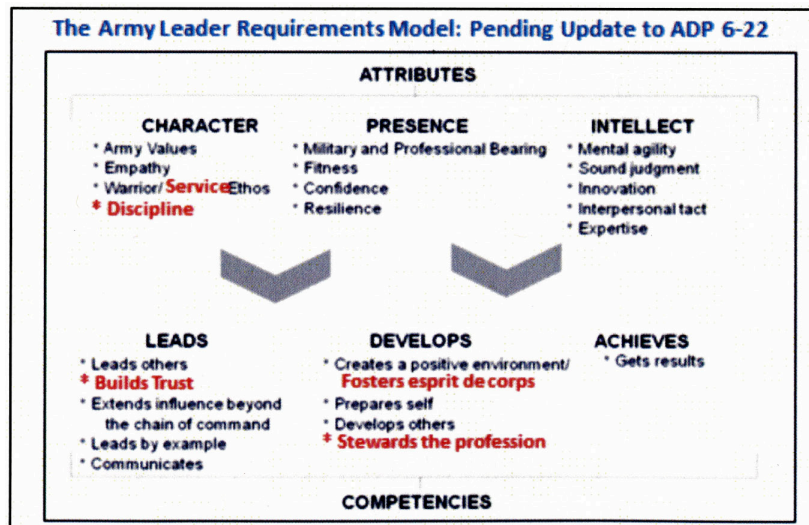 The Army Leader Requirements Model: Pending Update to ADP 6-22
ATTRIBUTES
CHARACTER
* Army Values
* Empathy
* Warrior/ServiceEthos
* Discipline
PRESENCE
* Military and Professional Bearing
* Fitness
* Confidence
* Resilience
INTELLECT
* Mental agility
* Sound judgment
* Innovation
* Interpersonal tact
* Expertise
LEADS
* Leads others
* Builds Trust
* Extends influence beyond
the chain of command
* Leads by example
* Communicates
DEVELOPS
* Creates a positive environment/
Fosters esprit de corps
* Prepares self
* Develops others
* Stewards the profession
ACHIEVES
* Gets results
COMPETENCIES